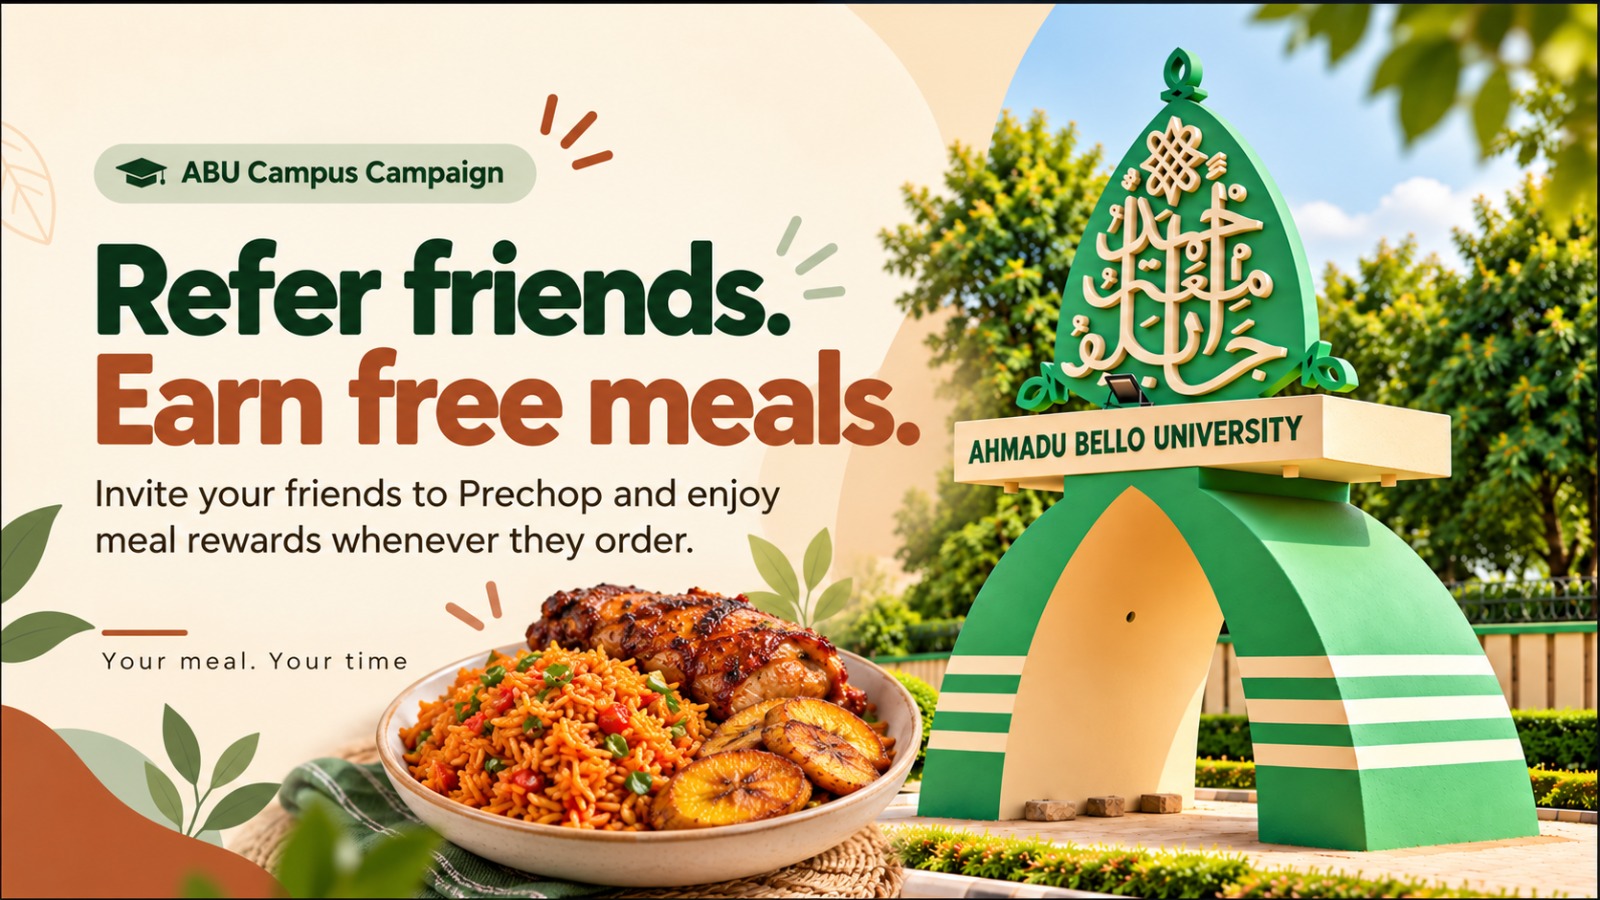 ABU Campus Campaign
Refer friends.
Earn free meals.
Invite your friends to Prechop and enjoy
meal rewards whenever they order.
Your meal. Your time
AHMADU BELLO UNIVERSITY